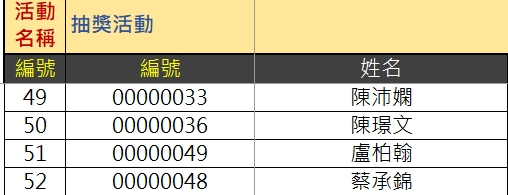 活動名稱 抽獎活動
編號 編號 姓名
49 00000033 陳沛嫻
50 00000036 陳璟文
51 00000049 盧柏翰
52 00000048 蔡承錦